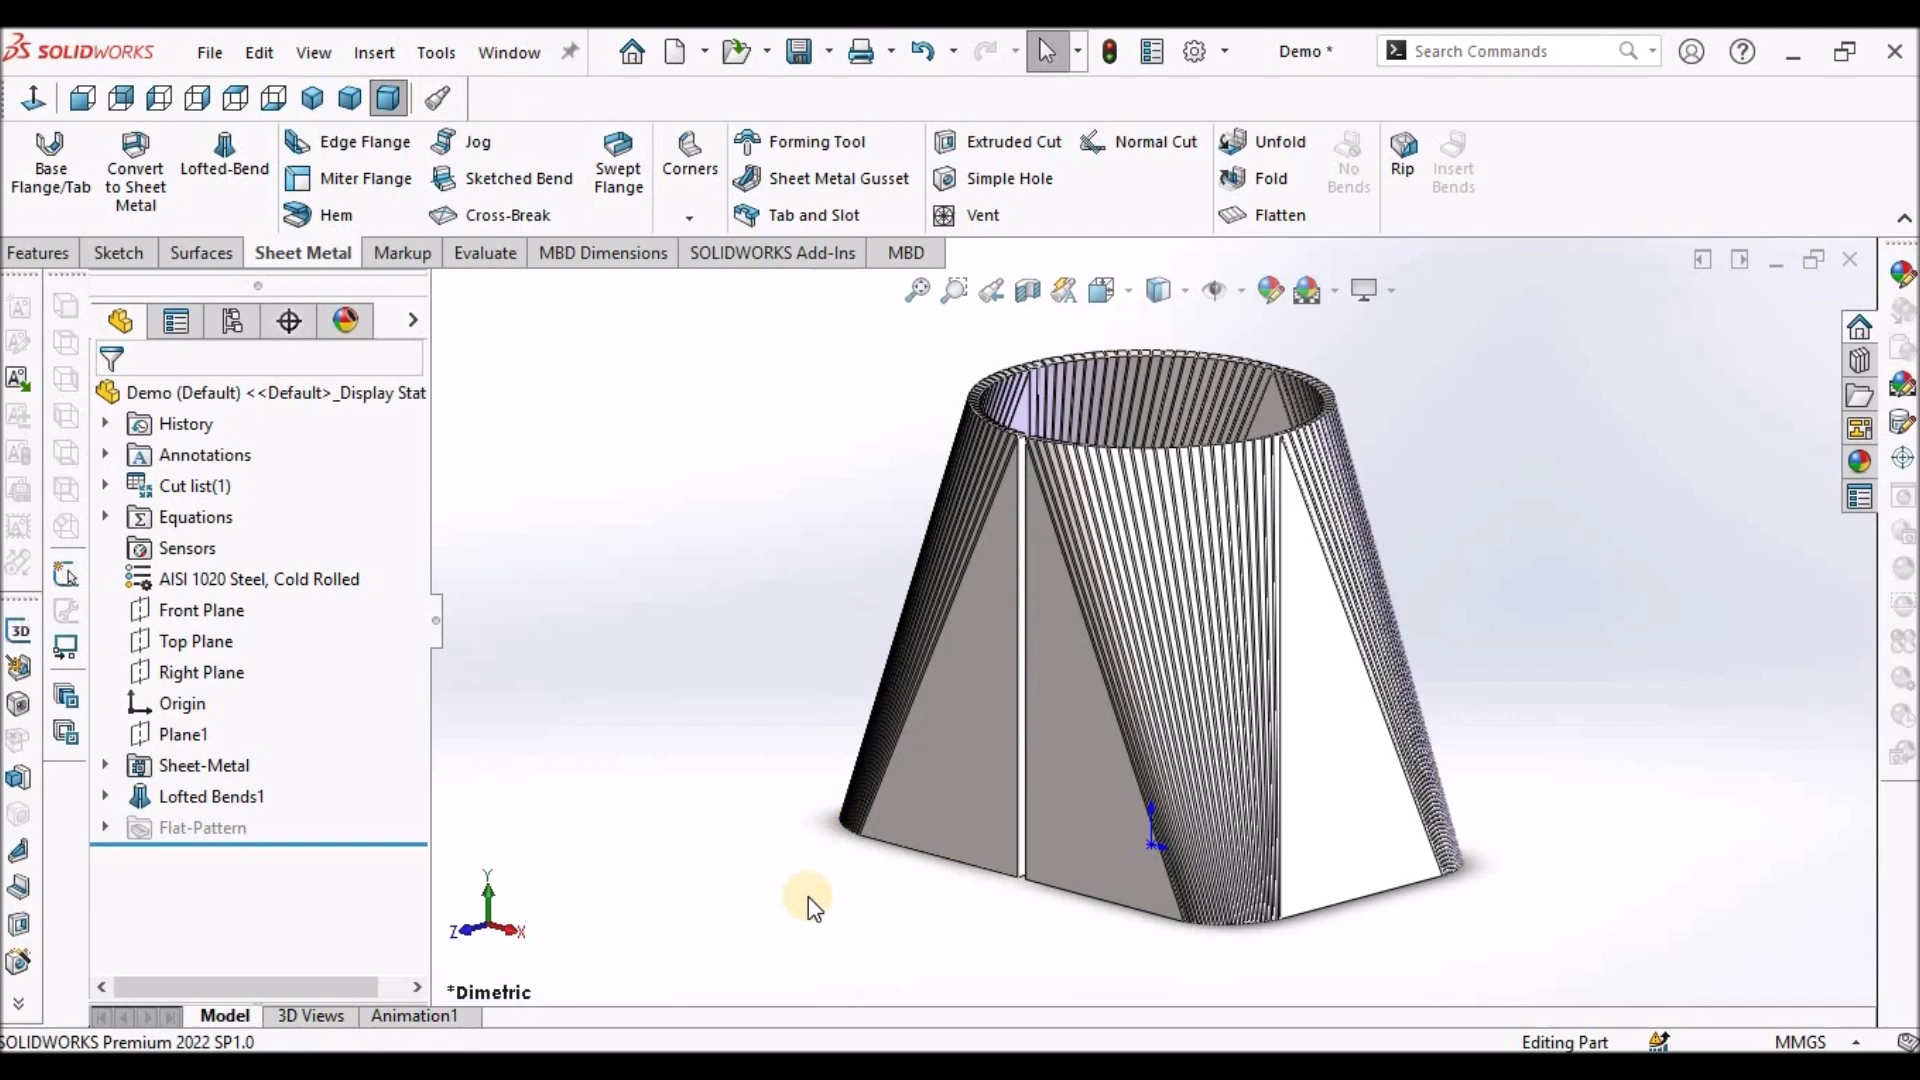 SOLIDWORKS File Edit View Insert Tools Window Demo * Search Commands
Base Flange/Tab
Convert to Sheet Metal
Lofted-Bend
Edge Flange
Miter Flange
Hem
Jog
Sketched Bend
Cross-Break
Swept Flange
Corners
Forming Tool
Sheet Metal Gusset
Tab and Slot
Extruded Cut
Simple Hole
Vent
Normal Cut
Unfold
Fold
Flatten
No Bends
Rip
Insert Bends
Features Sketch Surfaces Sheet Metal Markup Evaluate MBD Dimensions SOLIDWORKS Add-Ins MBD
Demo (Default) <<Default>_Display Stat
History
Annotations
Cut list(1)
Equations
Sensors
AISI 1020 Steel, Cold Rolled
Front Plane
Top Plane
Right Plane
Origin
Plane1
Sheet-Metal
Lofted Bends1
Flat-Pattern
3D
Y
Z X
*Dimetric
Model 3D Views Animation1
SOLIDWORKS Premium 2022 SP1.0 Editing Part MMGS